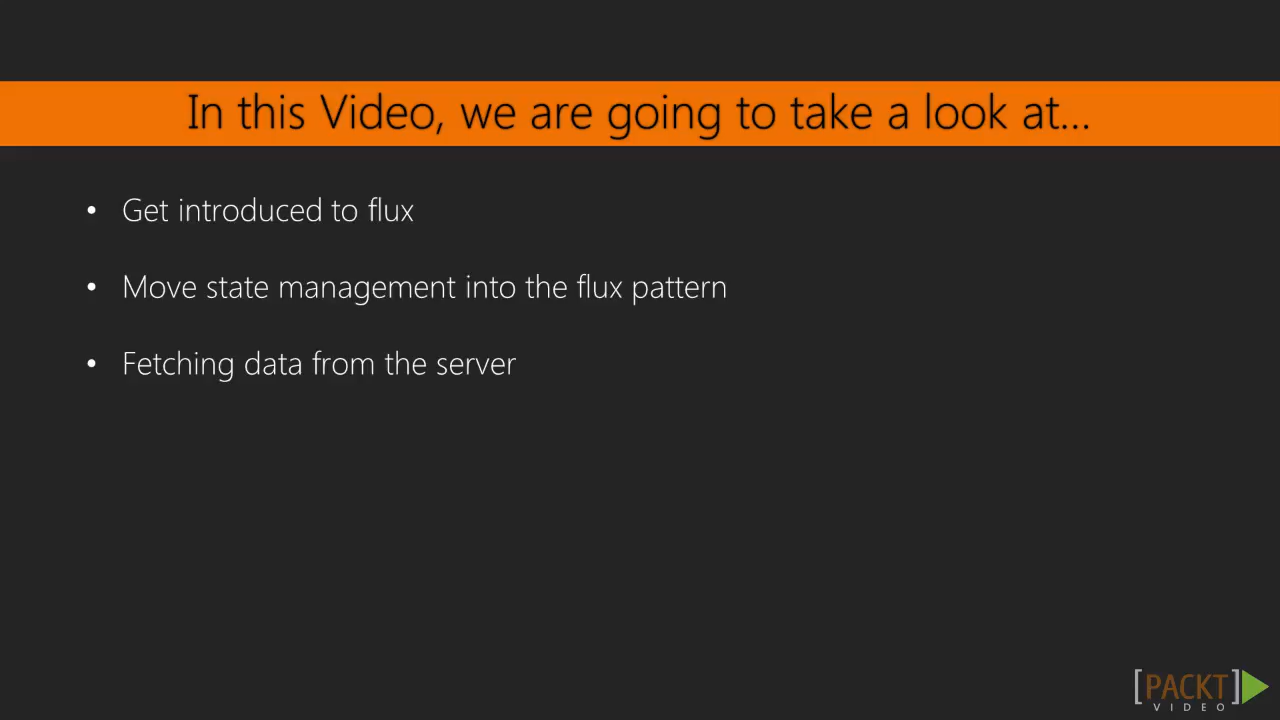 In this Video, we are going to take a look at...
• Get introduced to flux
• Move state management into the flux pattern
• Fetching data from the server
[PACKT]
VIDEO